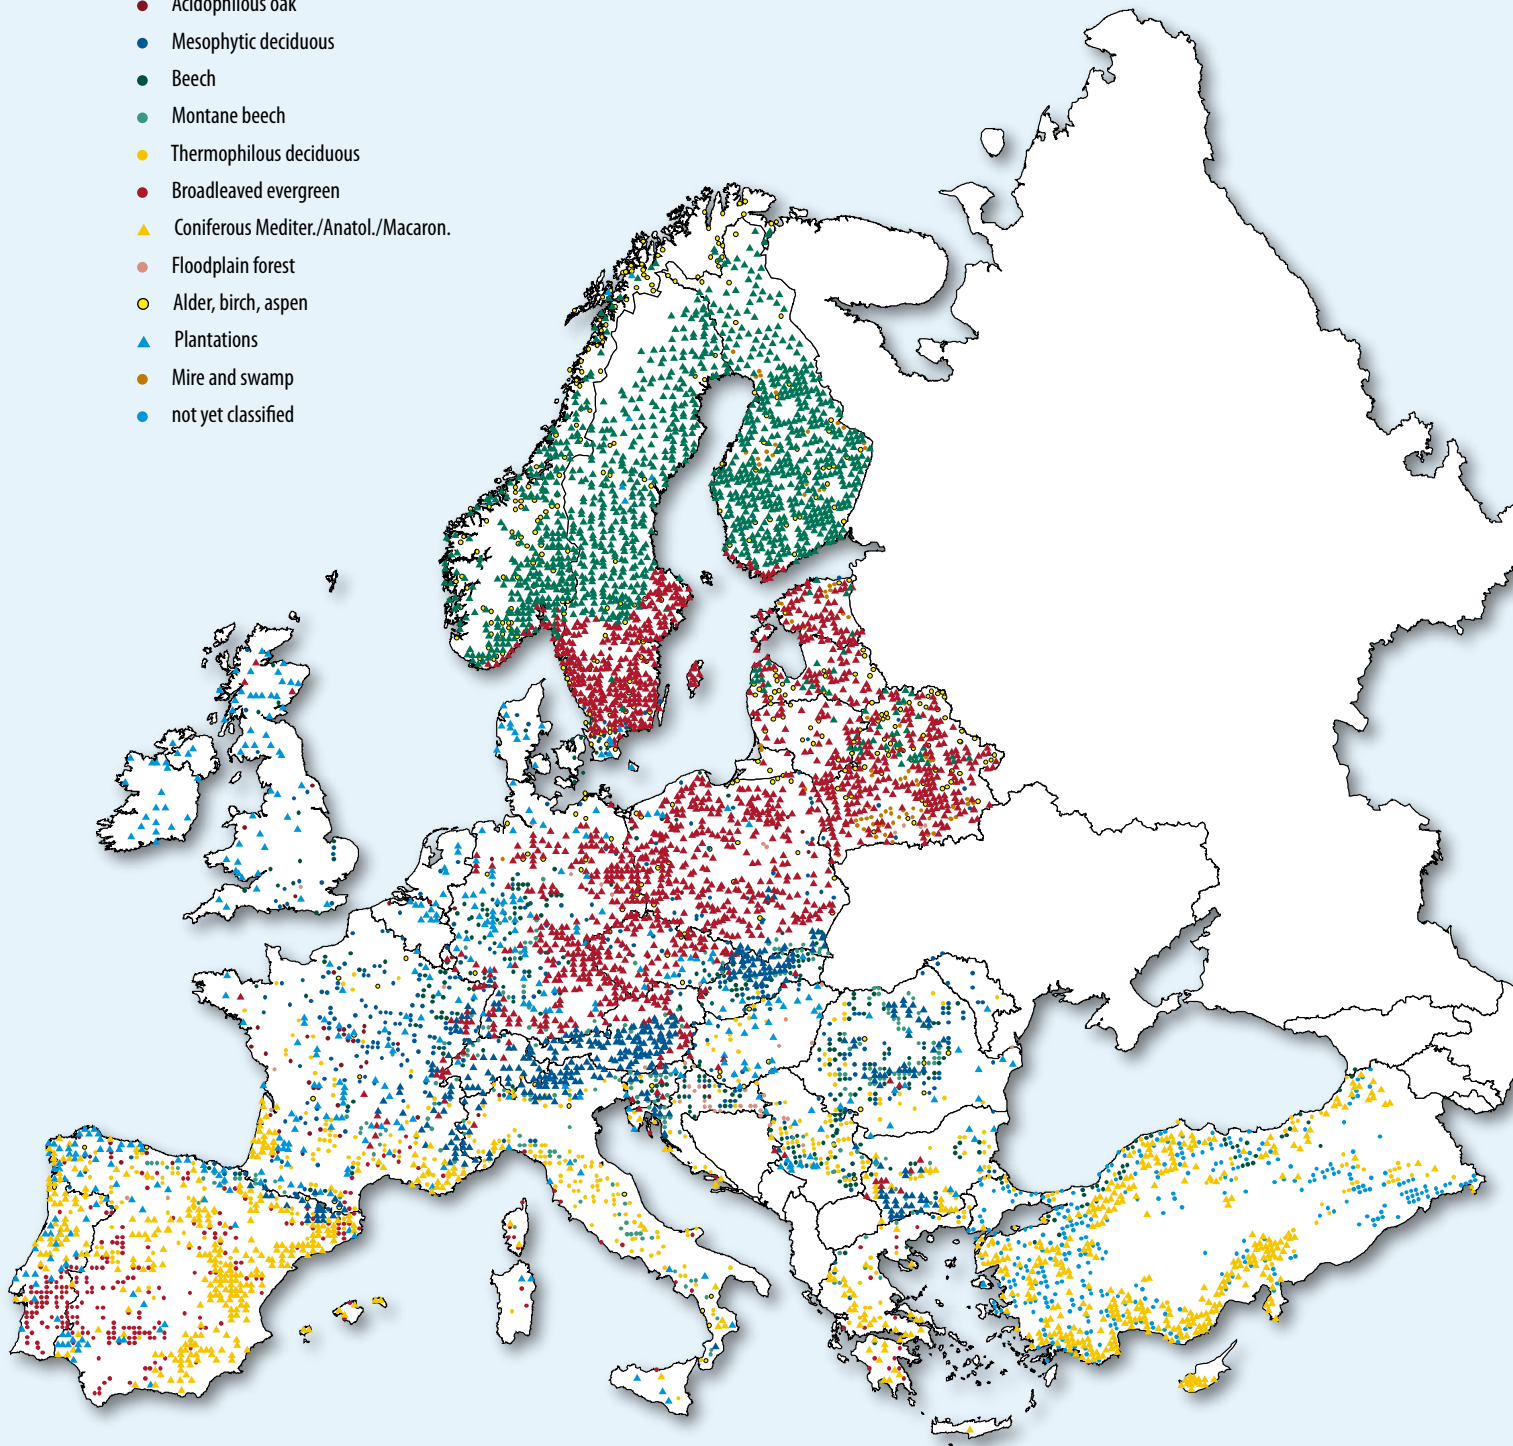 Acidophilous oak
Mesophytic deciduous
Beech
Montane beech
Thermophilous deciduous
Broadleaved evergreen
Coniferous Mediter./Anatol./Macaron.
Floodplain forest
Alder, birch, aspen
Plantations
Mire and swamp
not yet classified